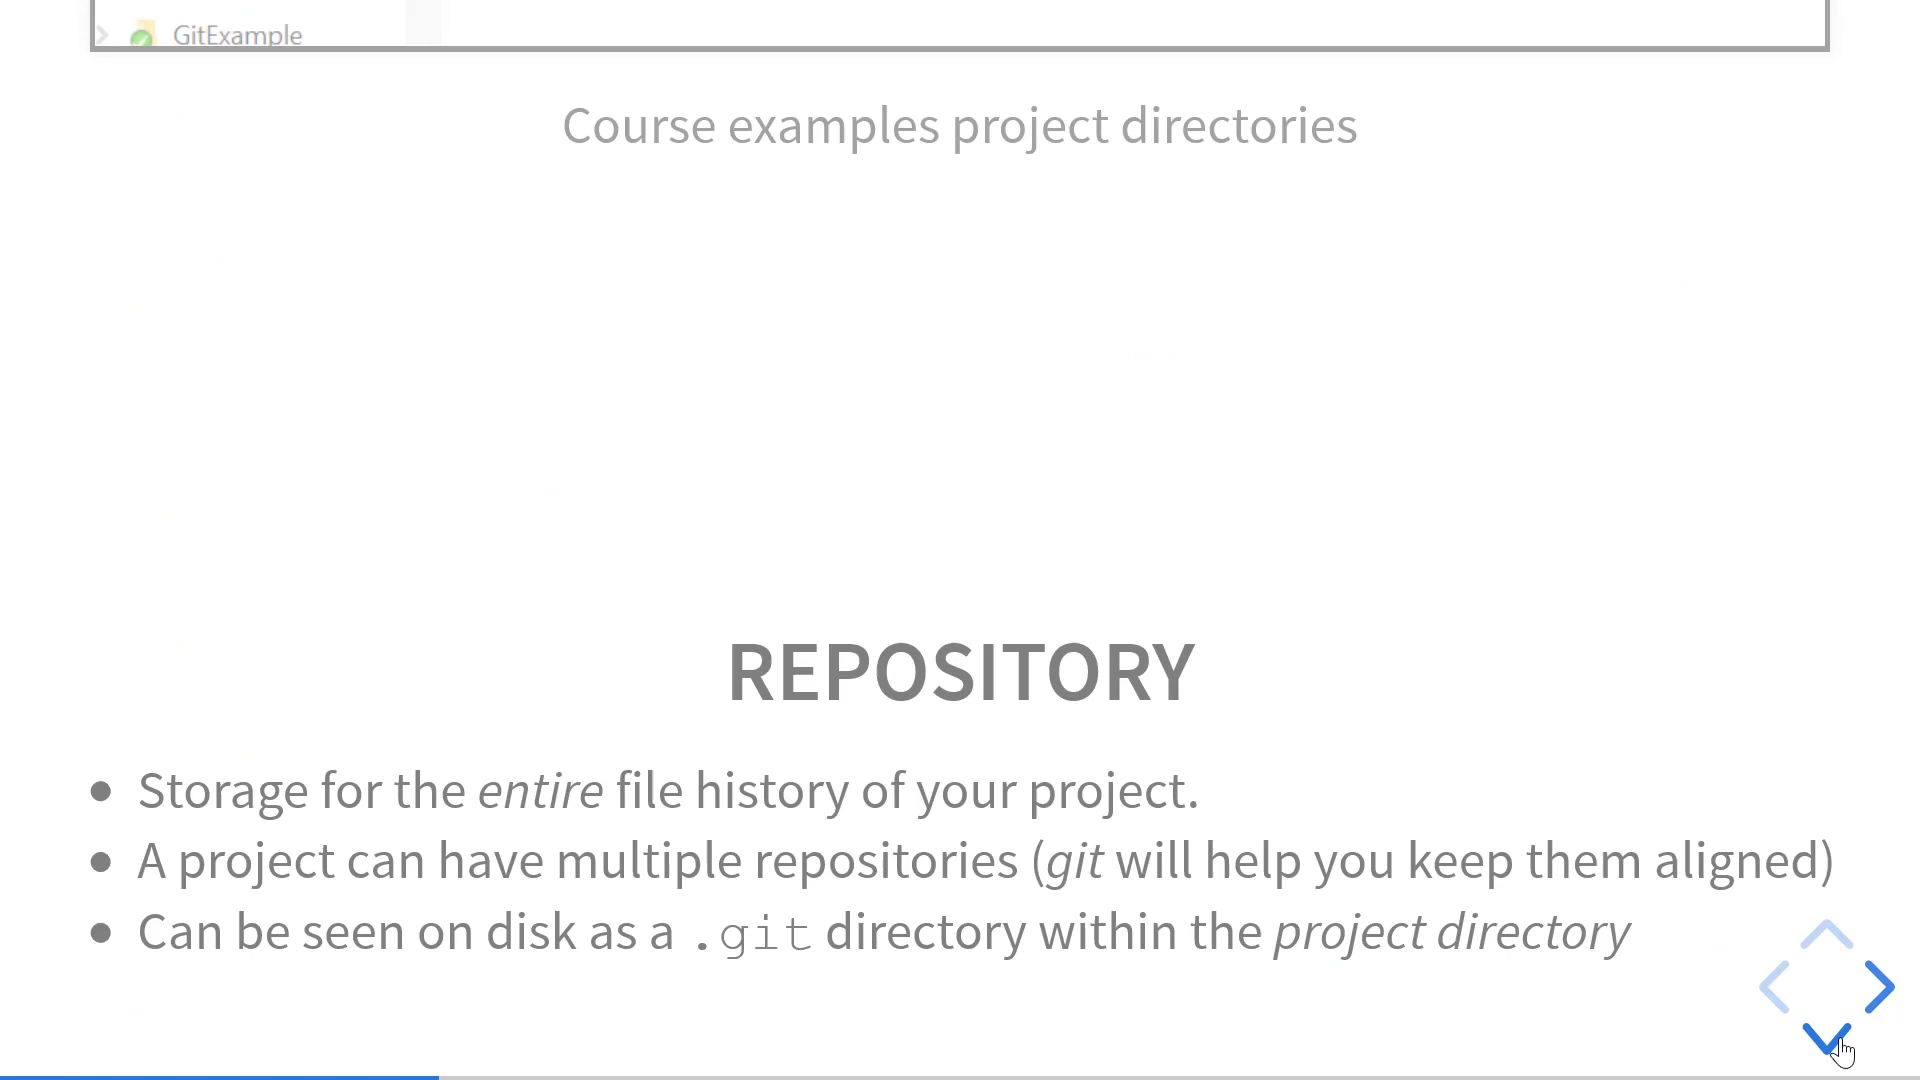 GitExample
Course examples project directories
REPOSITORY
• Storage for the entire file history of your project.
• A project can have multiple repositories (git will help you keep them aligned)
• Can be seen on disk as a .git directory within the project directory